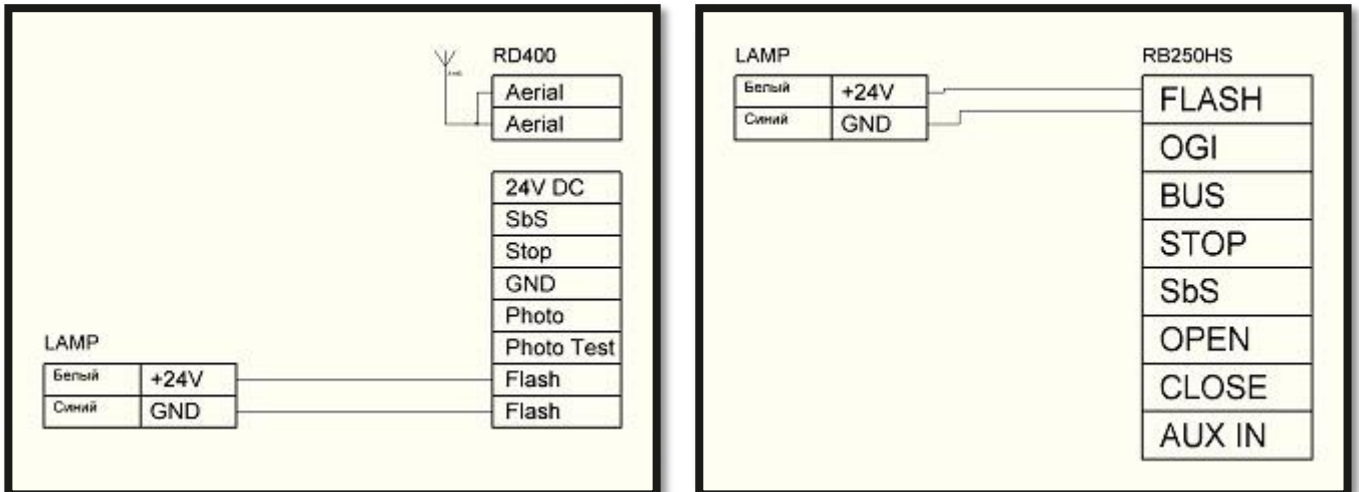 RD400
Aerial
Aerial
24V DC
SbS
Stop
GND
Photo
Photo Test
Flash
Flash
LAMP
Белый +24V
Синий GND
LAMP
Белый +24V
Синий GND
RB250HS
FLASH
OGI
BUS
STOP
SbS
OPEN
CLOSE
AUX IN